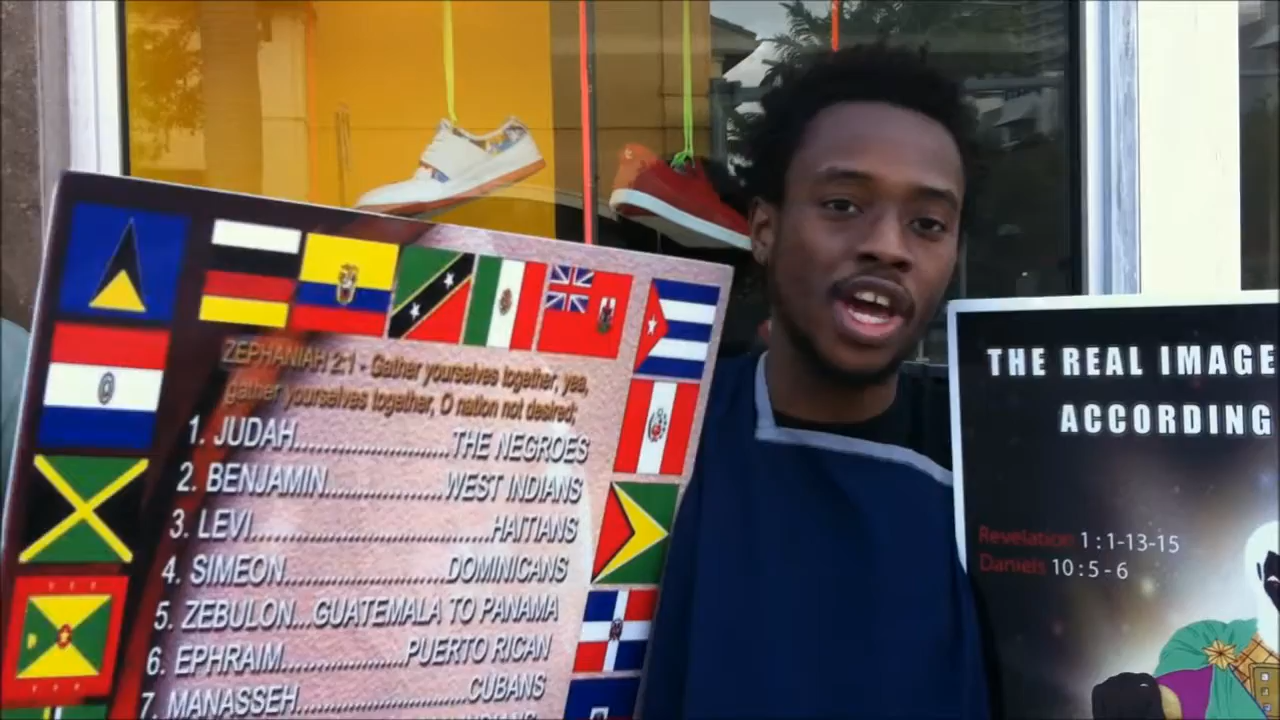 ZEPHANIAH 2:1 - Gather yourselves together, yea,
gather yourselves together, O nation not desired;
1. JUDAH..................THE NEGROES
2. BENJAMIN..............WEST INDIANS
3. LEVI............................HAITIANS
4. SIMEON...................DOMINICANS
5. ZEBULON...GUATEMALA TO PANAMA
6. EPHRAIM..............PUERTO RICAN
7. MANASSEH....................CUBANS
THE REAL IMAGE
ACCORDING
Revelation 1:1-13-15
Daniels 10:5-6